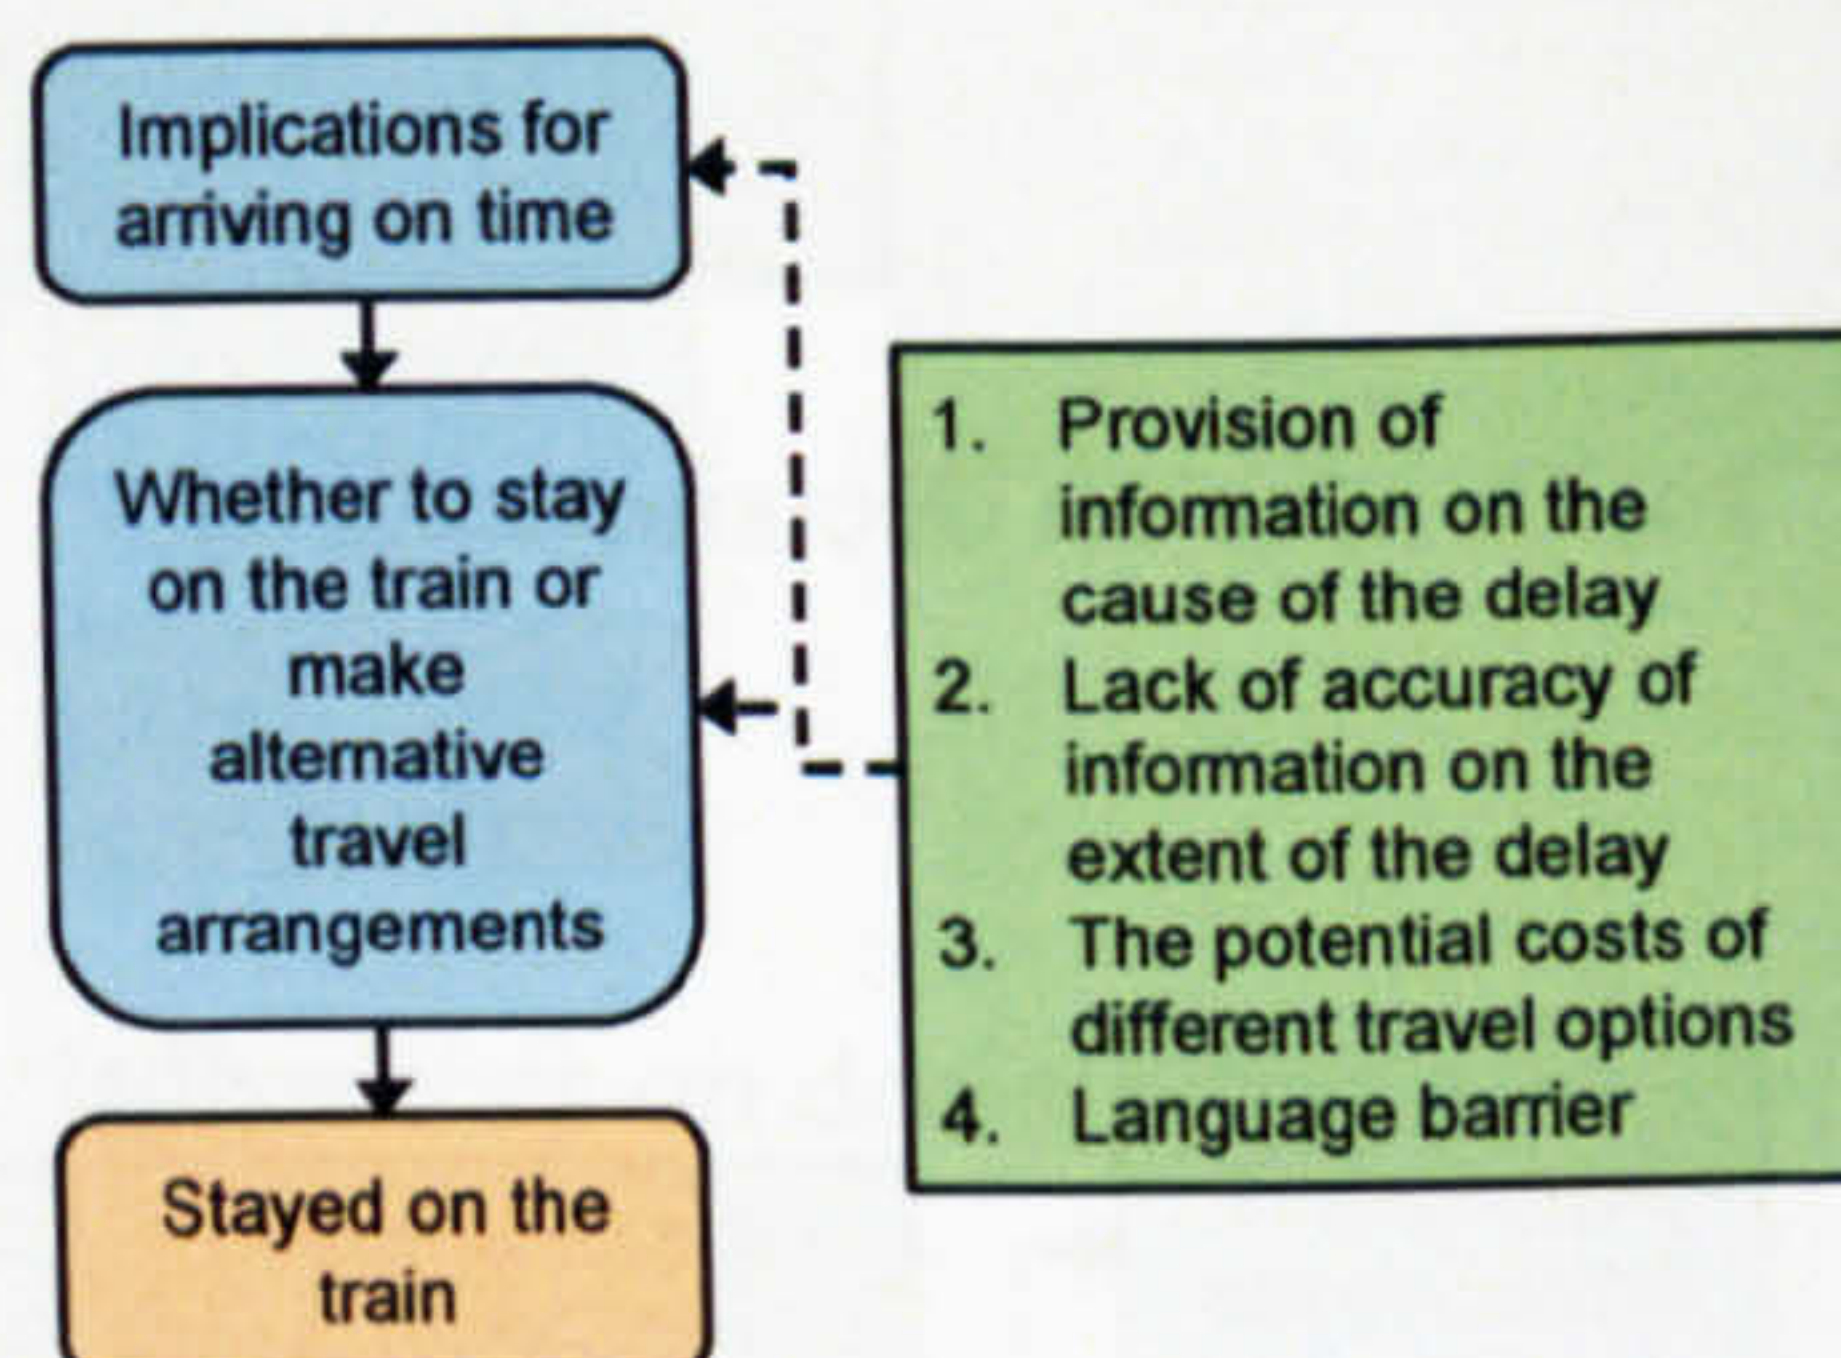 Implications for
arriving on time
Whether to stay
on the train or
make
alternative
travel
arrangements
Stayed on the
train
1. Provision of
information on the
cause of the delay
2. Lack of accuracy of
information on the
extent of the delay
3. The potential costs of
different travel options
4. Language barrier